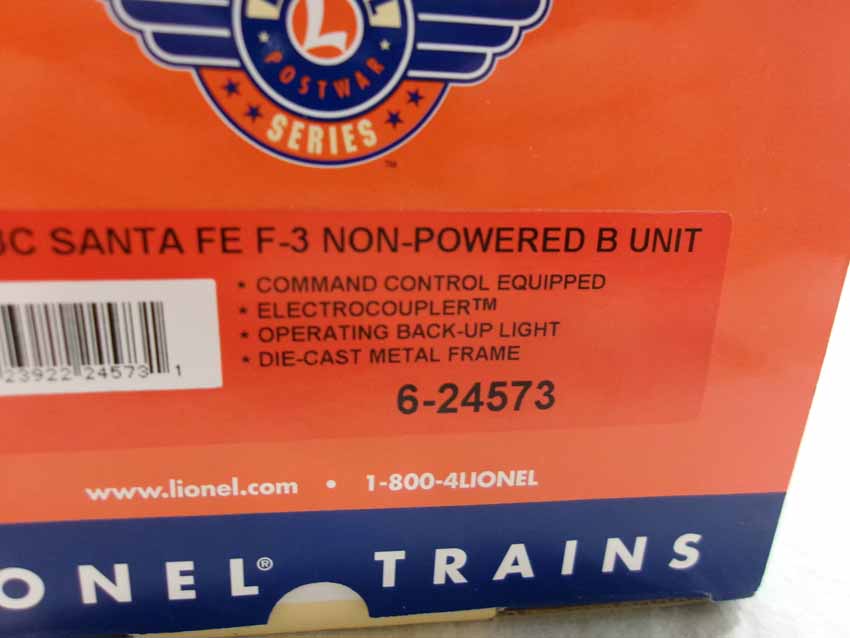 L
POSTWAR
SERIES
™
3C SANTA FE F-3 NON-POWERED B UNIT
* COMMAND CONTROL EQUIPPED
* ELECTROCOUPLER™
* OPERATING BACK-UP LIGHT
* DIE-CAST METAL FRAME
23922 24573 1
6-24573
www.lionel.com • 1-800-4LIONEL
ONEL® TRAINS